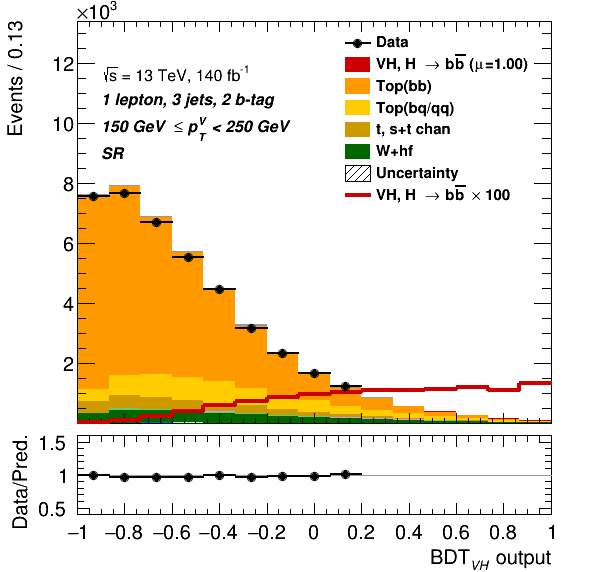 ×10³
Events / 0.13
12
10
8
6
4
2
√s = 13 TeV, 140 fb⁻¹
1 lepton, 3 jets, 2 b-tag
150 GeV ≤ p_T^V < 250 GeV
SR
Data
VH, H → bb̅ (μ=1.00)
Top(bb)
Top(bq/qq)
t, s+t chan
W+hf
Uncertainty
VH, H → bb̅ × 100
Data/Pred.
1.5
1
0.5
−1 −0.8 −0.6 −0.4 −0.2 0 0.2 0.4 0.6 0.8 1
BDT_VH output